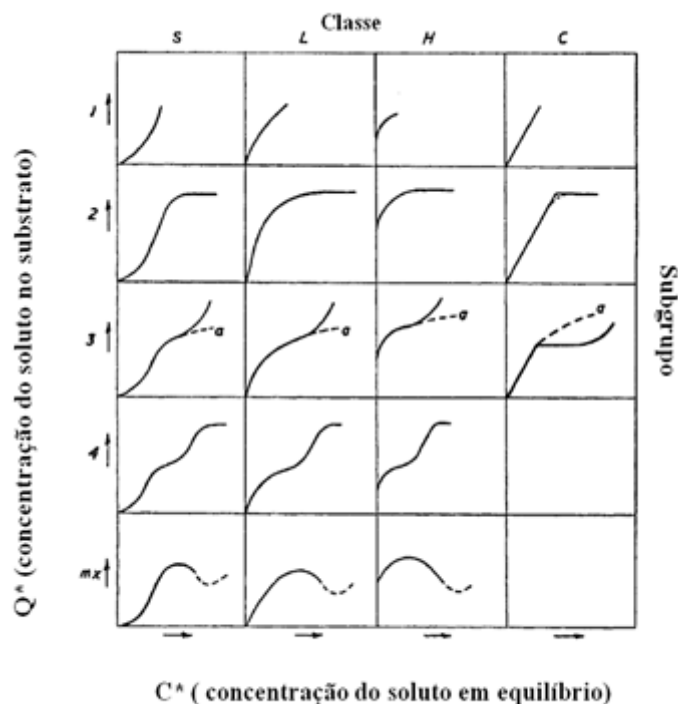 Classe
S L H C
1
2
3
a a a a
4
mx
Q* (concentração do soluto no substrato)
Subgrupo
C* ( concentração do soluto em equilíbrio)